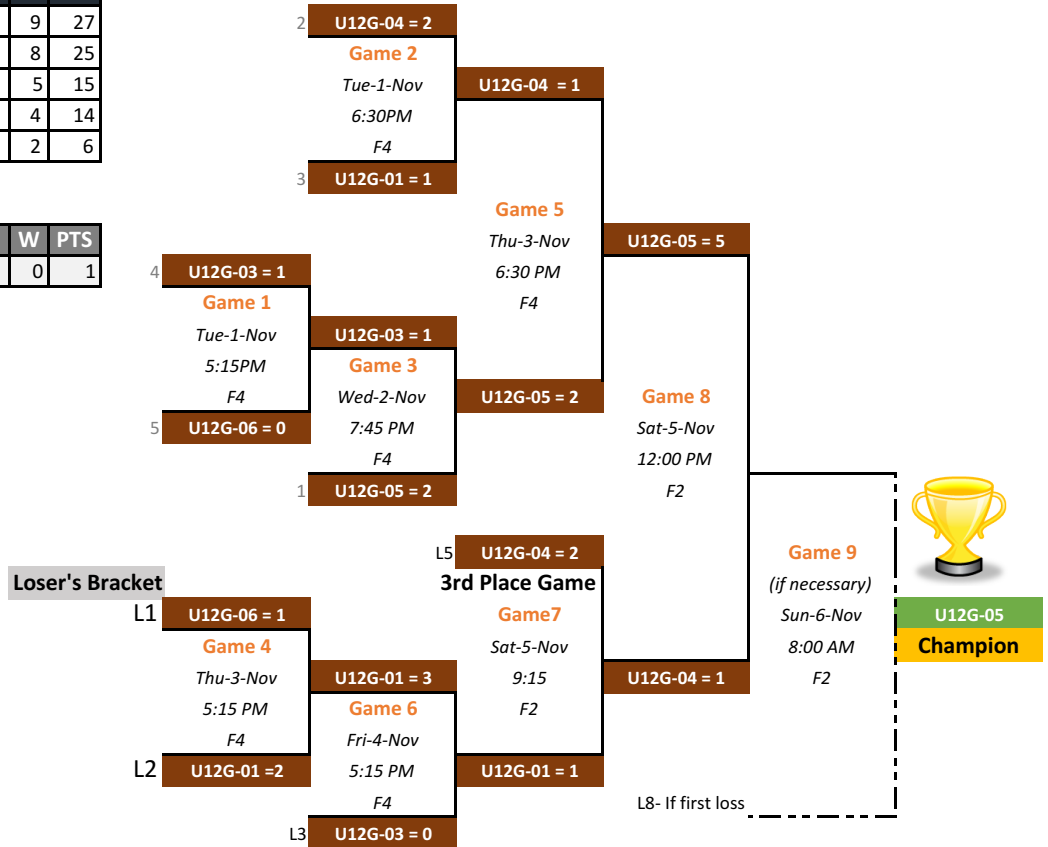 9 27
8 25
5 15
4 14
2 6
W PTS
0 1
2 U12G-04 = 2
Game 2
Tue-1-Nov
6:30PM
F4
3 U12G-01 = 1
U12G-04 = 1
Game 5
Thu-3-Nov
6:30 PM
F4
U12G-05 = 2
4 U12G-03 = 1
Game 1
Tue-1-Nov
5:15PM
F4
5 U12G-06 = 0
U12G-03 = 1
Game 3
Wed-2-Nov
7:45 PM
F4
1 U12G-05 = 2
U12G-05 = 5
Game 8
Sat-5-Nov
12:00 PM
F2
U12G-04 = 1
Loser's Bracket
L1 U12G-06 = 1
Game 4
Thu-3-Nov
5:15 PM
F4
L2 U12G-01 =2
U12G-01 = 3
Game 6
Fri-4-Nov
5:15 PM
F4
L3 U12G-03 = 0
L5 U12G-04 = 2
3rd Place Game
Game7
Sat-5-Nov
9:15
F2
U12G-01 = 1
Game 9
(if necessary)
Sun-6-Nov
8:00 AM
F2
L8- If first loss
U12G-05
Champion